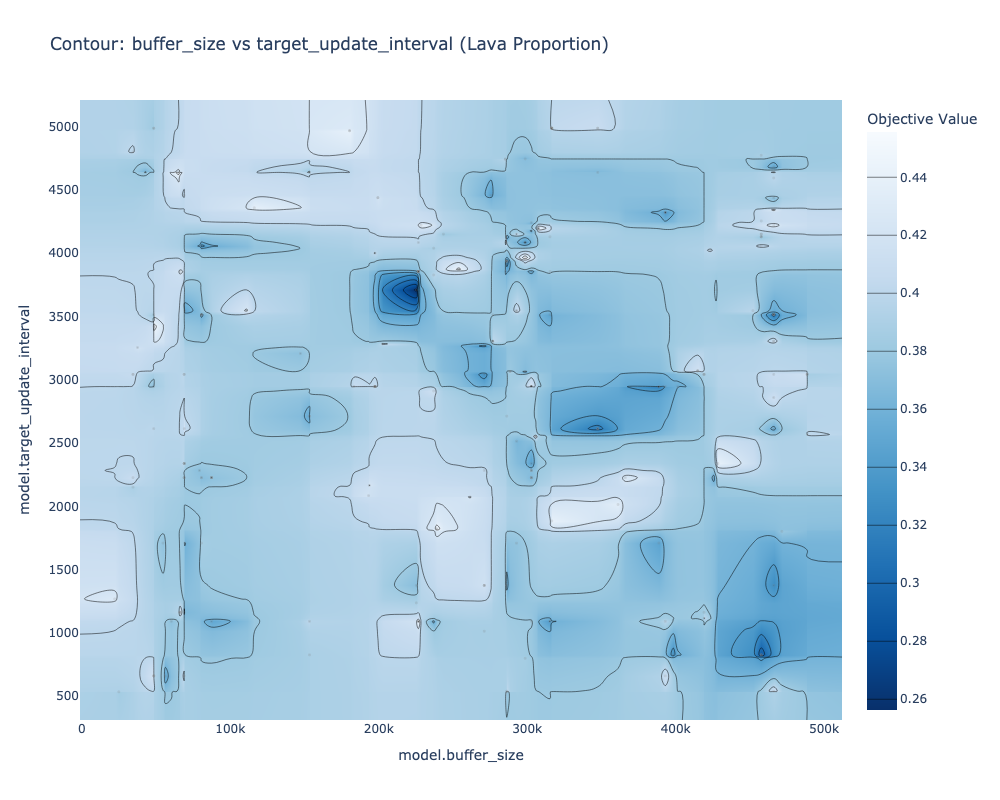 Contour: buffer_size vs target_update_interval (Lava Proportion)
Objective Value
5000
4500
4000
3500
3000
2500
2000
1500
1000
500
model.target_update_interval
0
100k
200k
300k
400k
500k
model.buffer_size
0.44
0.42
0.4
0.38
0.36
0.34
0.32
0.3
0.28
0.26